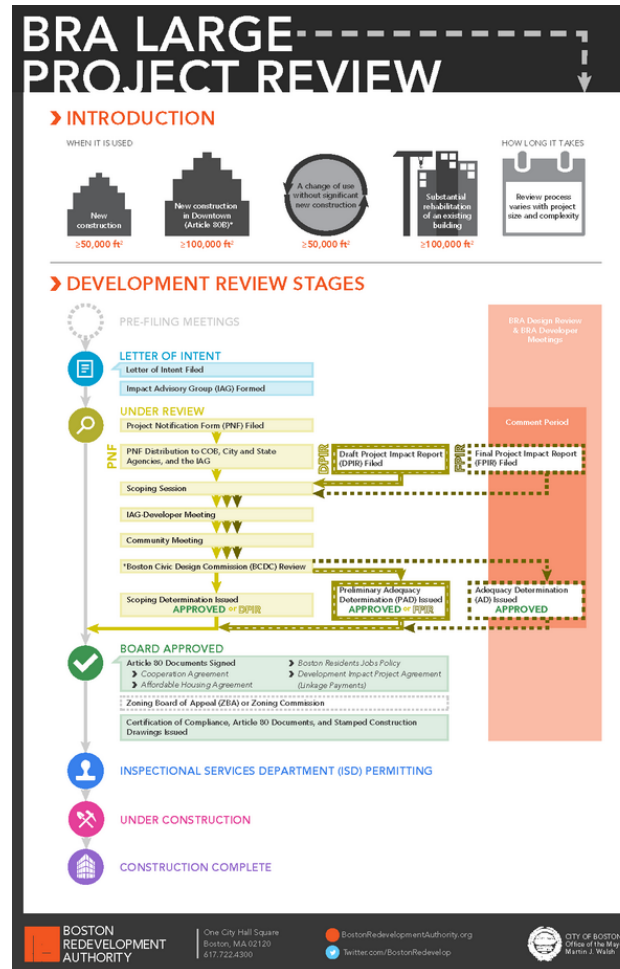 BRA LARGE
PROJECT REVIEW
INTRODUCTION
WHEN IT IS USED
HOW LONG IT TAKES
New
construction
≥50,000 ft²
New construction
in Downtown
(Article 80B)*
≥100,000 ft²
A change of use
without significant
new construction
≥50,000 ft²
Substantial
rehabilitation
of an existing
building
≥100,000 ft²
Review process
varies with project
size and complexity
DEVELOPMENT REVIEW STAGES
PRE-FILING MEETINGS
BRA Design Review
& BRA Developer
Meetings
LETTER OF INTENT
Letter of Intent Filed
Impact Advisory Group (IAG) Formed
UNDER REVIEW
Comment Period
Project Notification Form (PNF) Filed
PNF
PNF Distribution to COB, City and State
Agencies, and the IAG
DPIR
Draft Project Impact Report
(DPIR) Filed
FPIR
Final Project Impact Report
(FPIR) Filed
Scoping Session
IAG-Developer Meeting
Community Meeting
*Boston Civic Design Commission (BCDC) Review
Scoping Determination Issued
APPROVED or DPIR
Preliminary Adequacy
Determination (PAD) Issued
APPROVED or FPIR
Adequacy Determination
(AD) Issued
APPROVED
BOARD APPROVED
Article 80 Documents Signed
Cooperation Agreement
Affordable Housing Agreement
Boston Residents Jobs Policy
Development Impact Project Agreement
(Linkage Payments)
Zoning Board of Appeal (ZBA) or Zoning Commission
Certification of Compliance, Article 80 Documents, and Stamped Construction
Drawings Issued
INSPECTIONAL SERVICES DEPARTMENT (ISD) PERMITTING
UNDER CONSTRUCTION
CONSTRUCTION COMPLETE
BOSTON
REDEVELOPMENT
AUTHORITY
One City Hall Square
Boston, MA 02120
617.722.4300
BostonRedevelopmentAuthority.org
Twitter.com/BostonRedevelop
CITY OF BOSTON
Office of the May
Martin J. Walsh